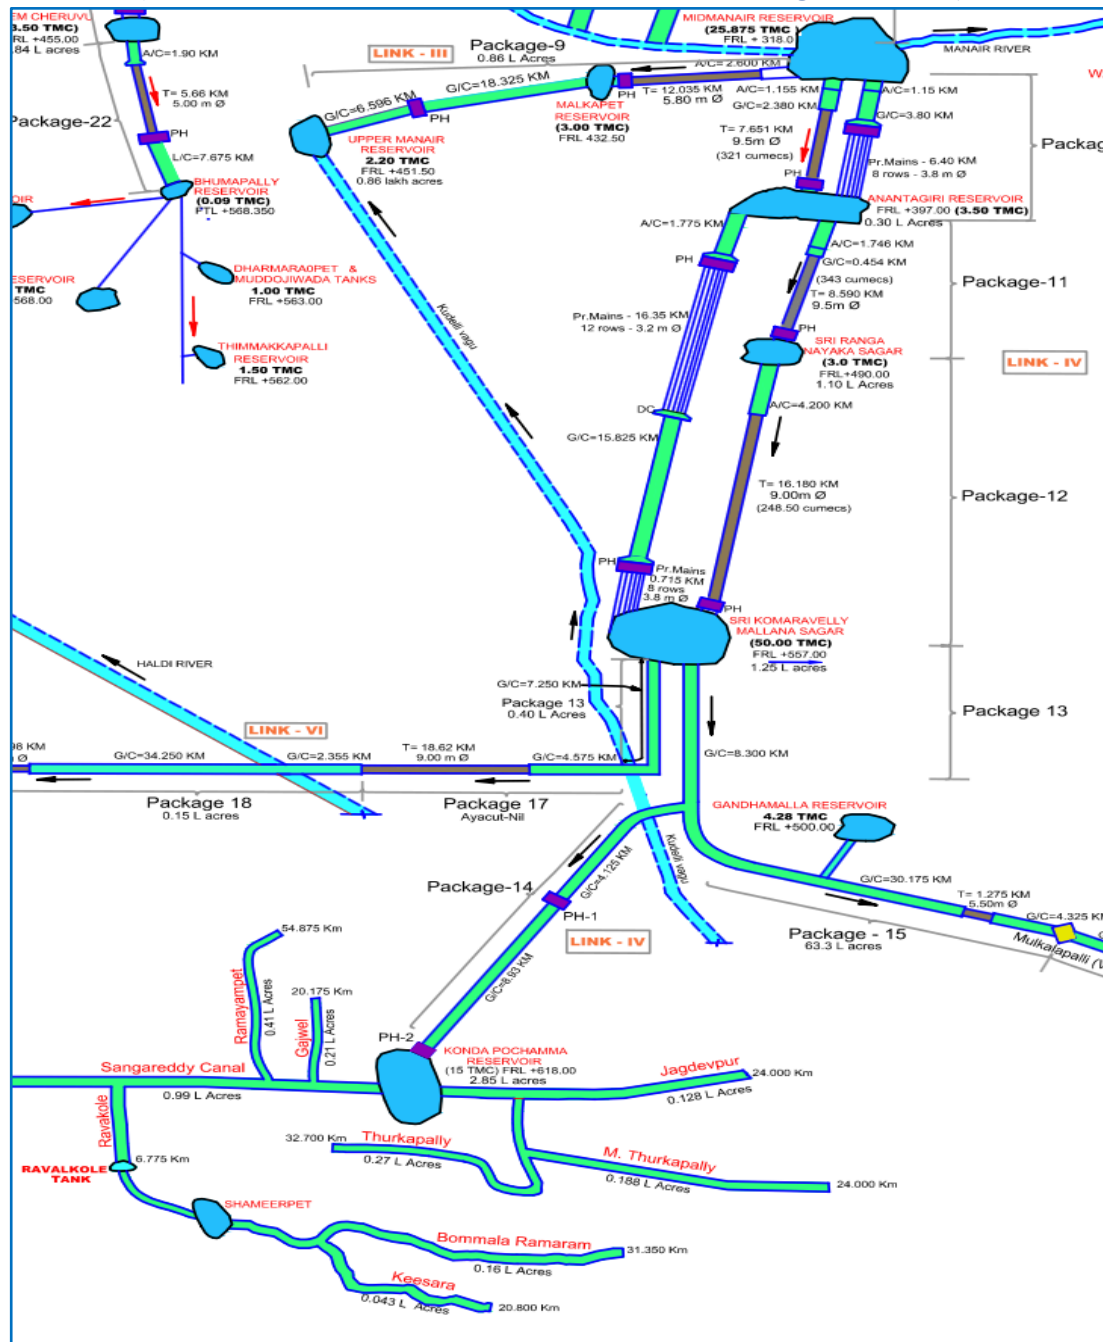 EM CHERUVU
3.50 TMC)
FRL +455.00
.84 L acres
A/C=1.90 KM
T= 5.66 KM
5.00 m Ø
Package-22
PH
L/C=7.675 KM
BHUMAPALLY
RESERVOIR
(0.09 TMC)
PTL +568.350
OIR
ESERVOIR
TMC
+568.00
DHARMARA0PET &
MUDDOJIWADA TANKS
1.00 TMC
FRL +563.00
THIMMAKKAPALLI
RESERVOIR
1.50 TMC
FRL +562.00
LINK - III
Package-9
0.86 L Acres
G/C=6.596 KM
G/C=18.325 KM
PH
UPPER MANAIR
RESERVOIR
2.20 TMC
FRL +451.50
0.86 lakh acres
MALKAPET
RESERVOIR
(3.00 TMC)
FRL 432.50
PH
T= 12.035 KM
5.80 m Ø
A/C= 2.600 KM
MIDMANAIR RESERVOIR
(25.875 TMC )
FRL + 318.0
MANAIR RIVER
W
A/C=1.155 KM
G/C=2.380 KM
A/C=1.15 KM
G/C=3.80 KM
T= 7.651 KM
9.5m Ø
(321 cumecs)
PH
Pr.Mains - 6.40 KM
8 rows - 3.8 m Ø
Packag
ANANTAGIRI RESERVOIR
FRL +397.00 (3.50 TMC)
0.30 L Acres
A/C=1.775 KM
PH
A/C=1.746 KM
G/C=0.454 KM
(343 cumecs)
T= 8.590 KM
9.5m Ø
Package-11
Pr.Mains - 16.35 KM
12 rows - 3.2 m Ø
PH
SRI RANGA
NAYAKA SAGAR
(3.0 TMC)
FRL+490.00
1.10 L Acres
LINK - IV
Kudelli vagu
DC
G/C=15.825 KM
A/C=4.200 KM
T= 16.180 KM
9.00m Ø
(248.50 cumecs)
Package-12
PH
Pr.Mains
0.715 KM
8 rows
3.8 m Ø
PH
SRI KOMARAVELLY
MALLANA SAGAR
(50.00 TMC)
FRL +557.00
1.25 L acres
HALDI RIVER
G/C=7.250 KM
Package 13
0.40 L Acres
Package 13
LINK - VI
98 KM
G/C=34.250 KM
G/C=2.355 KM
T= 18.62 KM
9.00 m Ø
G/C=4.575 KM
G/C=8.300 KM
Package 18
0.15 L acres
Package 17
Ayacut-Nil
GANDHAMALLA RESERVOIR
4.28 TMC
FRL +500.00
Kudelli vagu
G/C=4.125 KM
Package-14
PH-1
G/C=30.175 KM
T= 1.275 KM
5.50m Ø
G/C=4.325 KM
G
Mulkalapalli (V
Package - 15
63.3 L acres
LINK - IV
G/C=8.93 KM
54.875 Km
Ramayampet
0.41 L Acres
20.175 Km
Gajwel
0.21 L Acres
PH-2
KONDA POCHAMMA
RESERVOIR
(15 TMC) FRL +618.00
2.85 L acres
Sangareddy Canal
0.99 L Acres
Jagdevpur
24.000 Km
0.128 L Acres
Ravakole
32.700 Km
Thurkapally
0.27 L Acres
M. Thurkapally
0.188 L Acres
24.000 Km
RAVALKOLE
TANK
6.775 Km
SHAMEERPET
Bommala Ramaram
31.350 Km
0.16 L Acres
Keesara
0.043 L Acres
20.800 Km